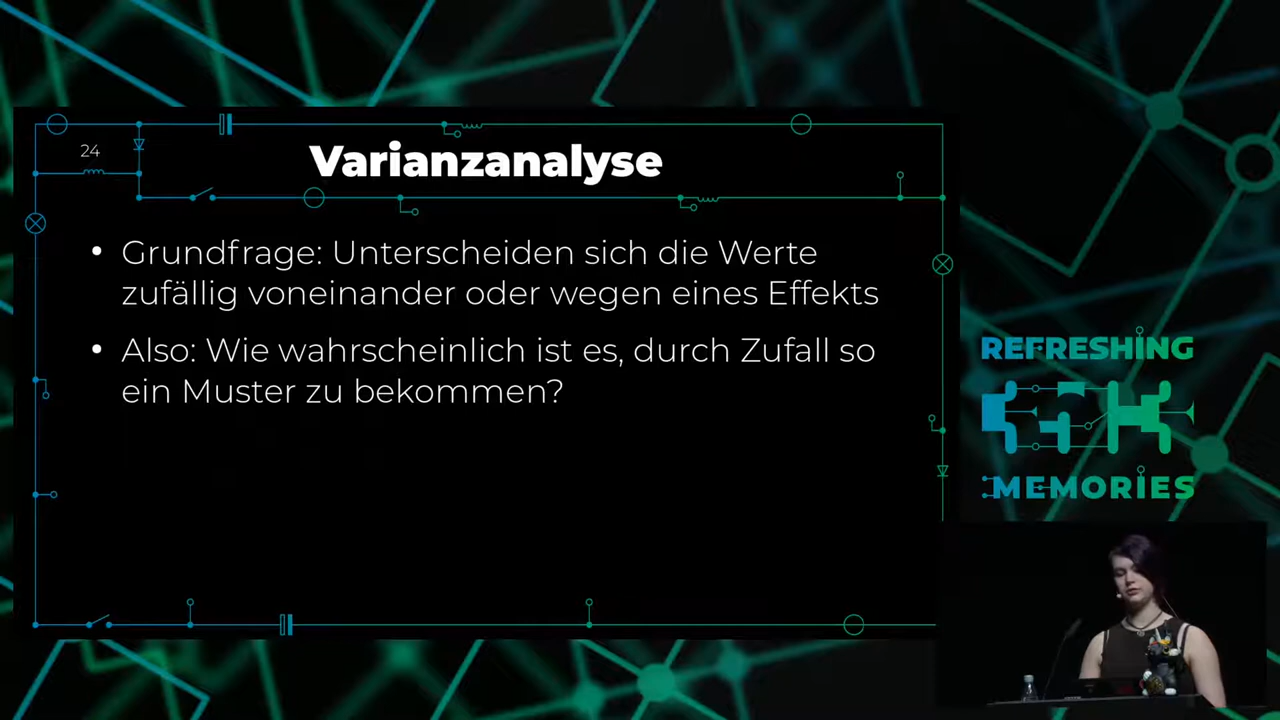 24
Varianzanalyse
• Grundfrage: Unterscheiden sich die Werte
zufällig voneinander oder wegen eines Effekts
• Also: Wie wahrscheinlich ist es, durch Zufall so
ein Muster zu bekommen?
REFRESHING
35C3
MEMORIES